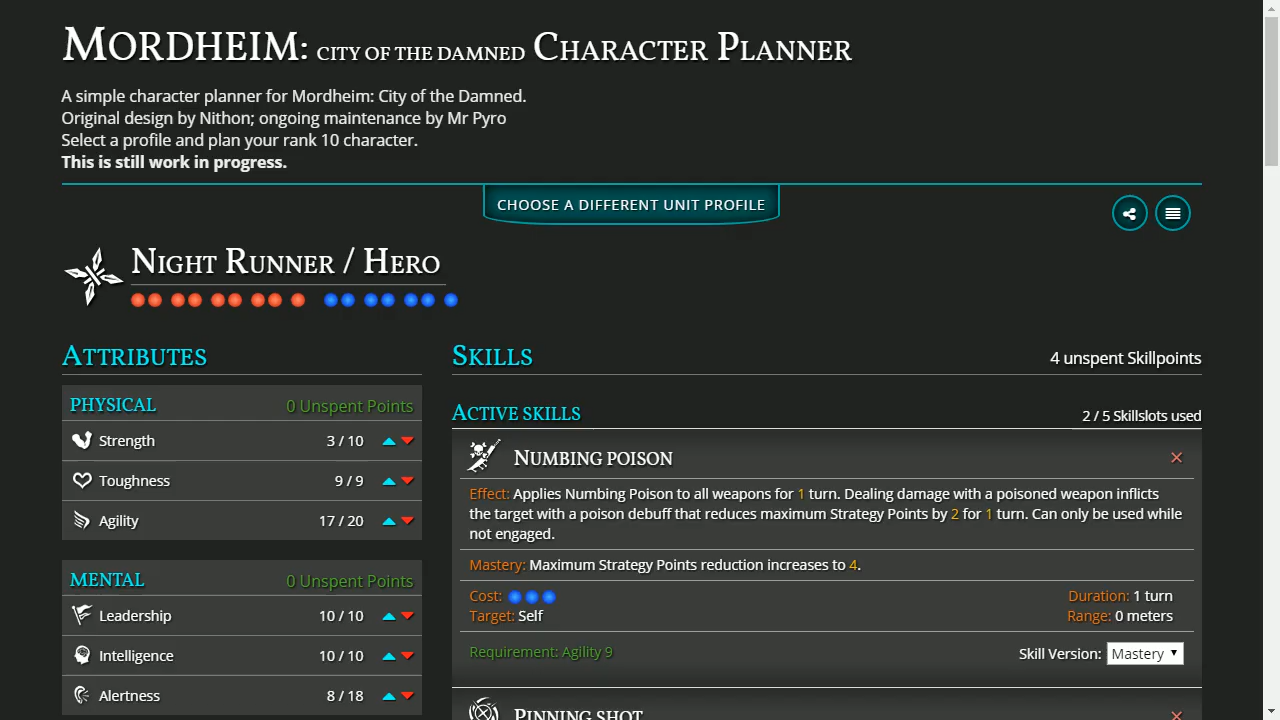 Mordheim: city of the damned Character Planner
A simple character planner for Mordheim: City of the Damned.
Original design by Nithon; ongoing maintenance by Mr Pyro
Select a profile and plan your rank 10 character.
This is still work in progress.
CHOOSE A DIFFERENT UNIT PROFILE
Night Runner / Hero
Attributes
PHYSICAL 0 Unspent Points
Strength 3 / 10
Toughness 9 / 9
Agility 17 / 20
MENTAL 0 Unspent Points
Leadership 10 / 10
Intelligence 10 / 10
Alertness 8 / 18
Skills 4 unspent Skillpoints
Active skills 2 / 5 Skillslots used
Numbing poison
Effect: Applies Numbing Poison to all weapons for 1 turn. Dealing damage with a poisoned weapon inflicts
the target with a poison debuff that reduces maximum Strategy Points by 2 for 1 turn. Can only be used while
not engaged.
Mastery: Maximum Strategy Points reduction increases to 4.
Cost: Duration: 1 turn
Target: Self Range: 0 meters
Requirement: Agility 9 Skill Version: Mastery
Pinning shot